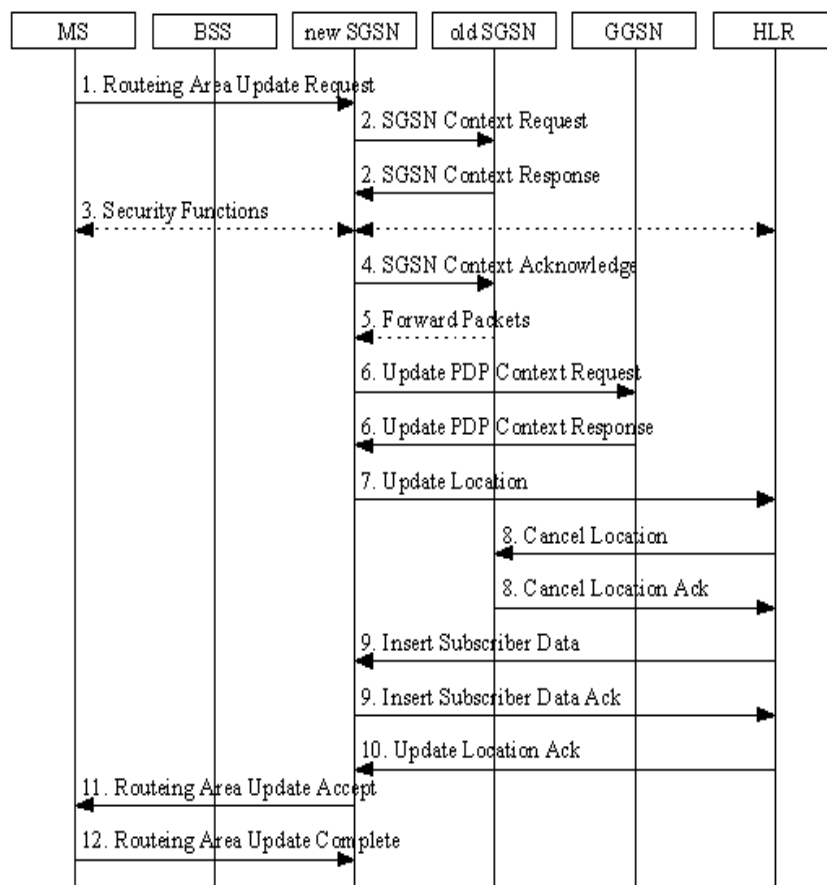 MS BSS new SGSN old SGSN GGSN HLR
1. Routeing Area Update Request
2. SGSN Context Request
2. SGSN Context Response
3. Security Functions
4. SGSN Context Acknowledge
5. Forward Packets
6. Update PDP Context Request
6. Update PDP Context Response
7. Update Location
8. Cancel Location
8. Cancel Location Ack
9. Insert Subscriber Data
9. Insert Subscriber Data Ack
10. Update Location Ack
11. Routeing Area Update Accept
12. Routeing Area Update Complete